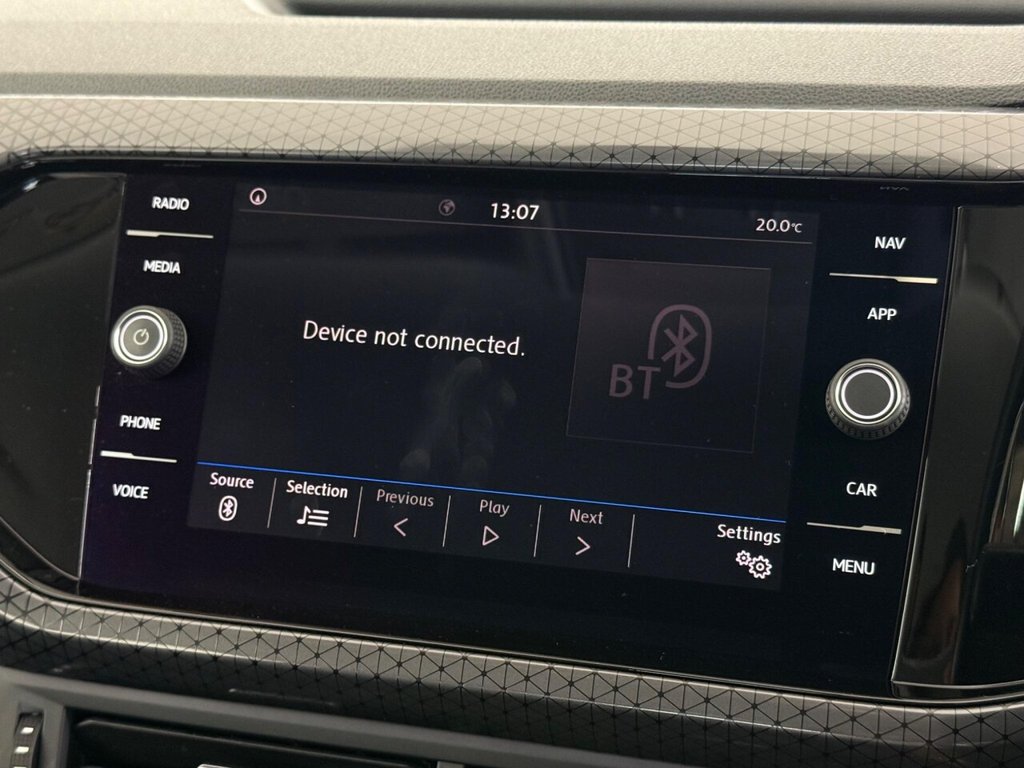 RADIO
MEDIA
PHONE
VOICE
13:07
20.0°C
Device not connected.
BT
Source
Selection
Previous
Play
Next
Settings
NAV
APP
CAR
MENU